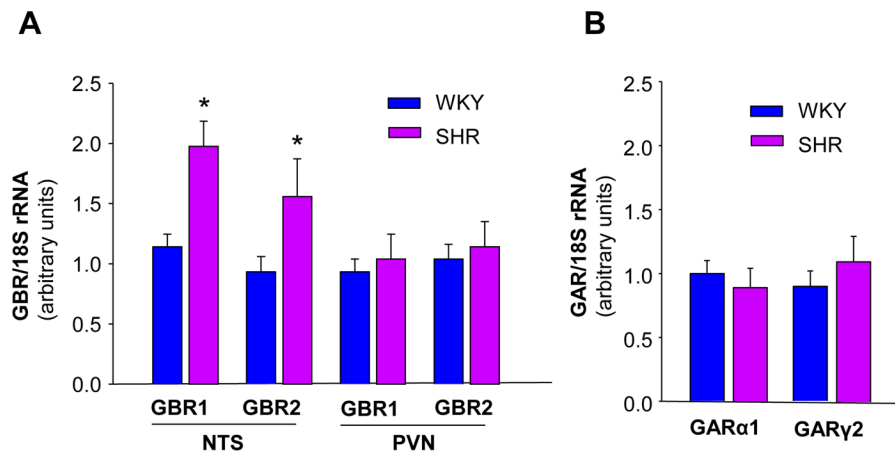 A
GBR/18S rRNA
(arbitrary units)
2.5
2.0
1.5
1.0
0.5
0.0
*
*
WKY
SHR
GBR1 GBR2 GBR1 GBR2
NTS PVN
B
GAR/18S rRNA
(arbitrary units)
2.5
2.0
1.5
1.0
0.5
0.0
WKY
SHR
GARα1 GARγ2